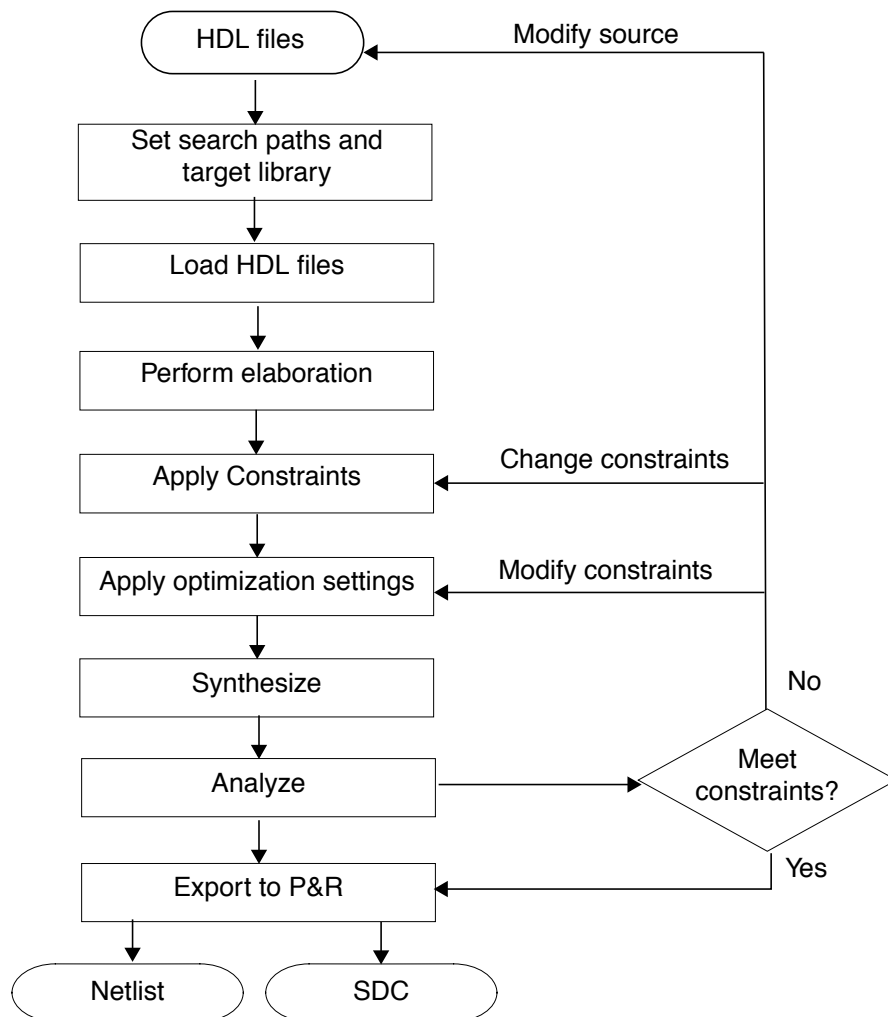 HDL files
Modify source
Set search paths and
target library
Load HDL files
Perform elaboration
Apply Constraints
Change constraints
Apply optimization settings
Modify constraints
Synthesize
No
Analyze
Meet
constraints?
Yes
Export to P&R
Netlist
SDC